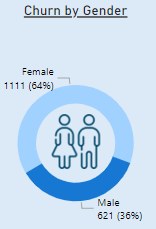 Churn by Gender
Female
1111 (64%)
Male
621 (36%)